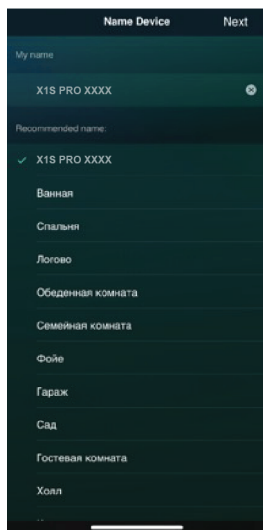 Name Device
Next
My name
X1S PRO XXXX
Recommended name:
X1S PRO XXXX
Ванная
Спальня
Логово
Обеденная комната
Семейная комната
Фойе
Гараж
Сад
Гостевая комната
Холл